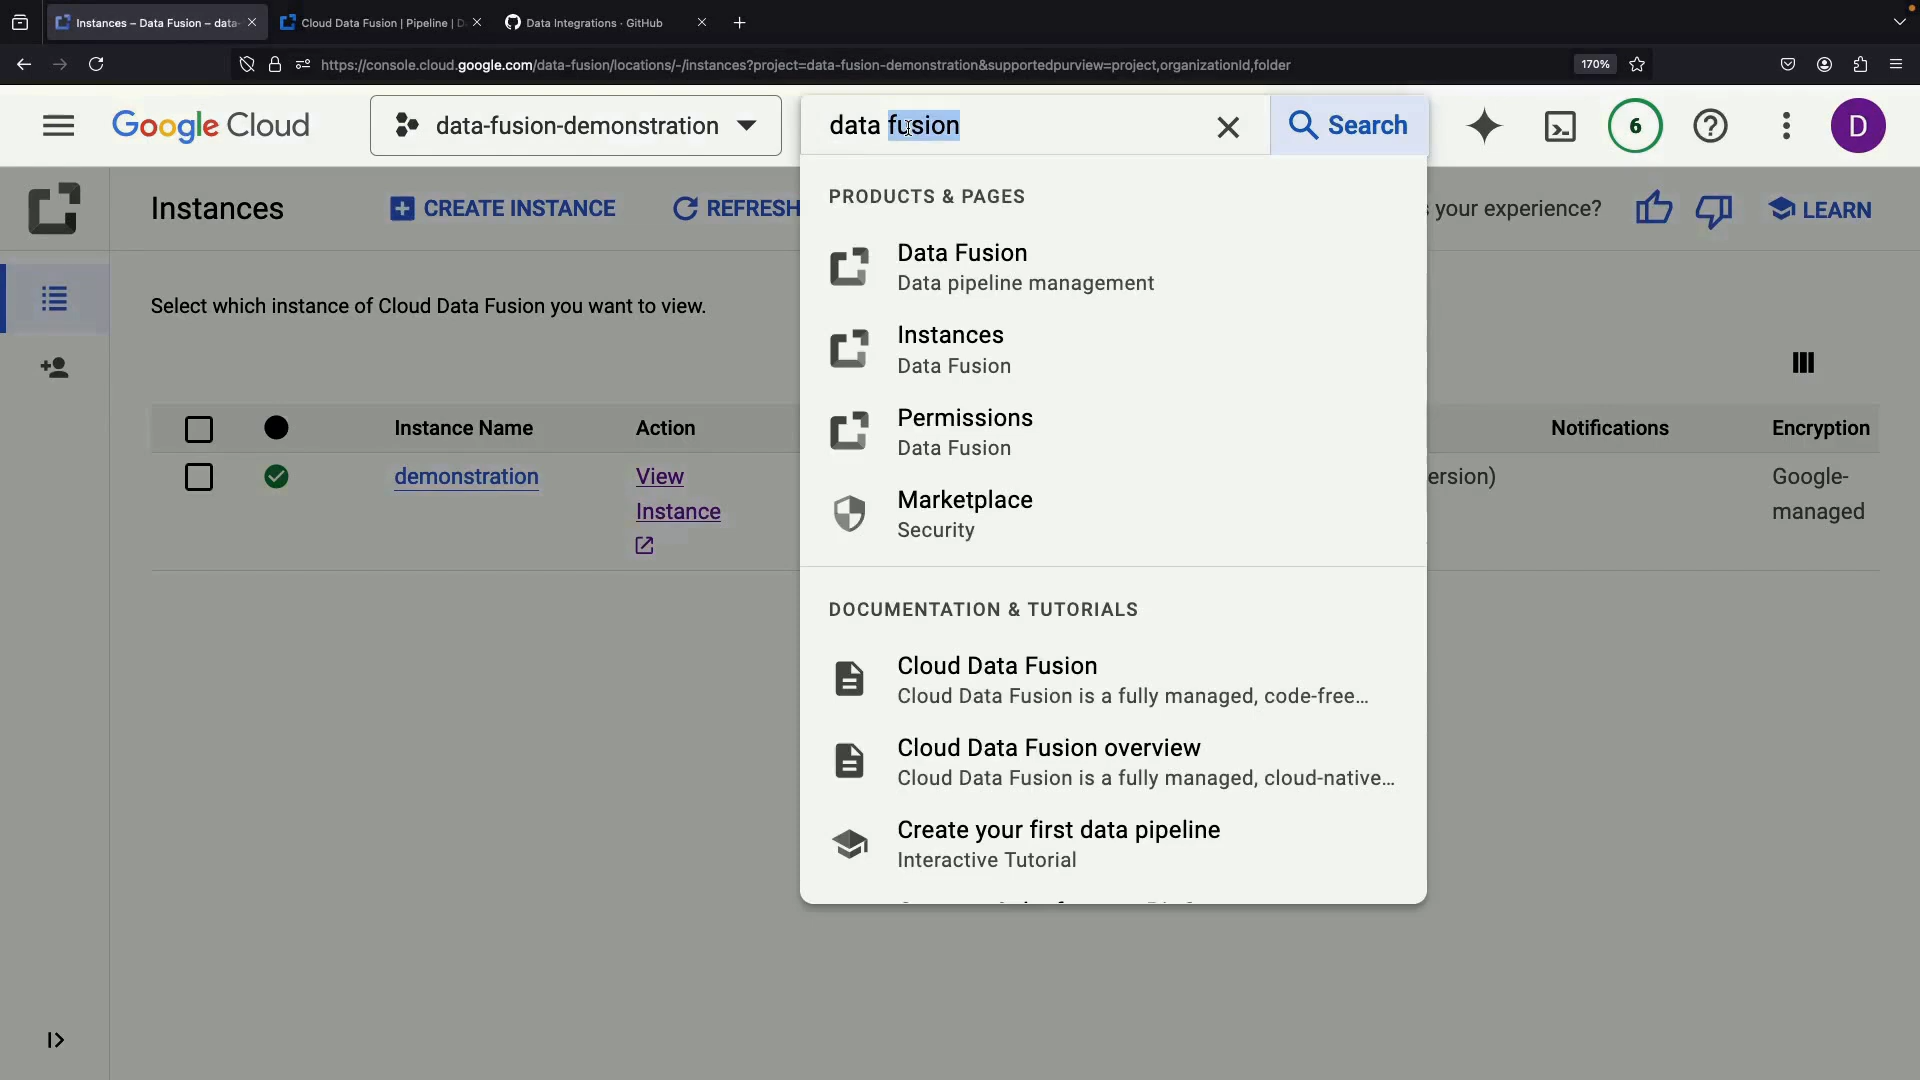 Instances – Data Fusion – data-
Cloud Data Fusion | Pipeline | D
Data Integrations · GitHub
https://console.cloud.google.com/data-fusion/locations/-/instances?project=data-fusion-demonstration&supportedpurview=project,organizationId,folder
170%
Google Cloud
data-fusion-demonstration
data fusion
Search
6
D
Instances
CREATE INSTANCE
REFRESH
your experience?
LEARN
PRODUCTS & PAGES
Data Fusion
Data pipeline management
Instances
Data Fusion
Permissions
Data Fusion
Marketplace
Security
DOCUMENTATION & TUTORIALS
Cloud Data Fusion
Cloud Data Fusion is a fully managed, code-free...
Cloud Data Fusion overview
Cloud Data Fusion is a fully managed, cloud-native...
Create your first data pipeline
Interactive Tutorial
Select which instance of Cloud Data Fusion you want to view.
Instance Name
Action
Notifications
Encryption
demonstration
View
Instance
ersion)
Google-
managed